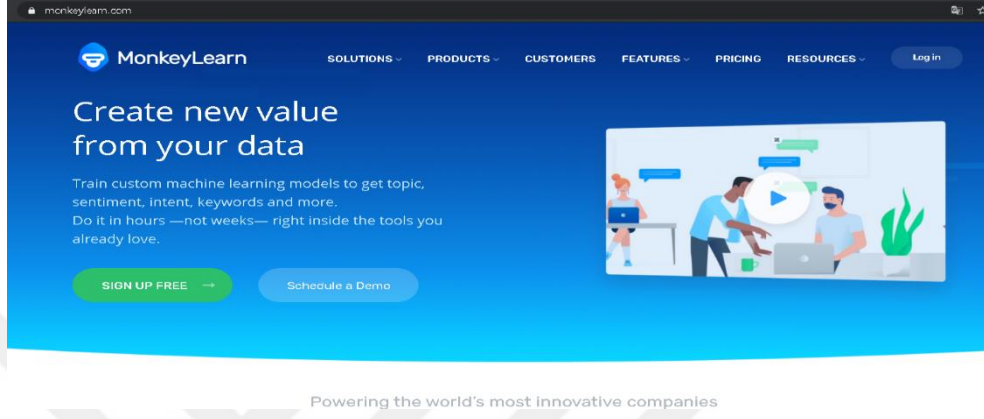 monkeylearn.com
MonkeyLearn
SOLUTIONS PRODUCTS CUSTOMERS FEATURES PRICING RESOURCES Log in
Create new value
from your data
Train custom machine learning models to get topic,
sentiment, intent, keywords and more.
Do it in hours —not weeks— right inside the tools you
already love.
SIGN UP FREE →
Schedule a Demo
Powering the world's most innovative companies